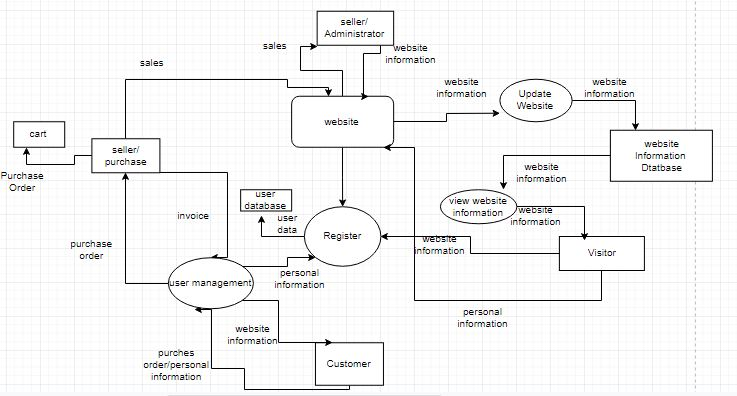 seller/
Administrator
sales
website
information
sales
website
information
Update
Website
website
information
website
cart
seller/
purchase
website
Information
Dtatbase
Purchase
Order
website
information
user
database
view website
information
website
information
invoice
user
data
Register
website
information
Visitor
purchase
order
user management
personal
information
personal
information
website
information
purches
order/personal
information
Customer